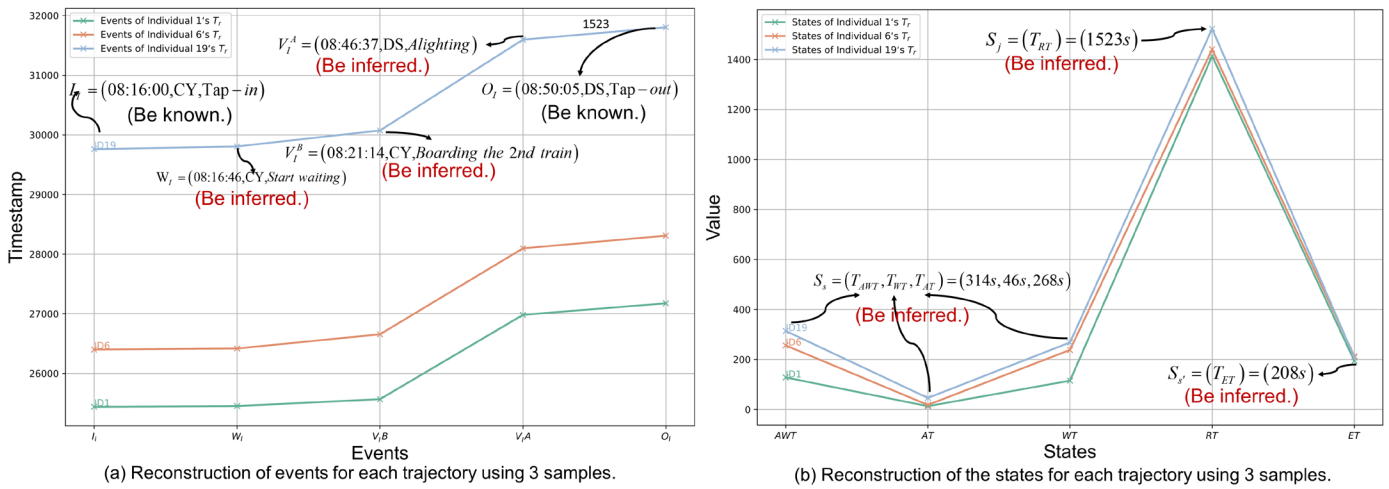 32000
31000
30000
29000
28000
27000
26000
Timestamp
Events of Individual 1's T_r
Events of Individual 6's T_r
Events of Individual 19's T_r
1523
V_I^A = (08:46:37,DS,Alighting)
(Be inferred.)
I_I = (08:16:00,CY,Tap−in)
(Be known.)
O_I = (08:50:05,DS,Tap−out)
(Be known.)
ID19
V_I^B = (08:21:14,CY,Boarding the 2nd train)
(Be inferred.)
W_I = (08:16:46,CY,Start waiting)
(Be inferred.)
ID6
ID1
I_I W_I V_IB V_IA O_I
Events
(a) Reconstruction of events for each trajectory using 3 samples.
1400
1200
1000
800
600
400
200
0
Value
States of Individual 1's T_r
States of Individual 6's T_r
States of Individual 19's T_r
S_j = (T_RT) = (1523s)
(Be inferred.)
S_s = (T_AWT,T_WT,T_AT) = (314s,46s,268s)
(Be inferred.)
ID19
ID6
ID1
S_s' = (T_ET) = (208s)
(Be inferred.)
AWT AT WT RT ET
States
(b) Reconstruction of the states for each trajectory using 3 samples.